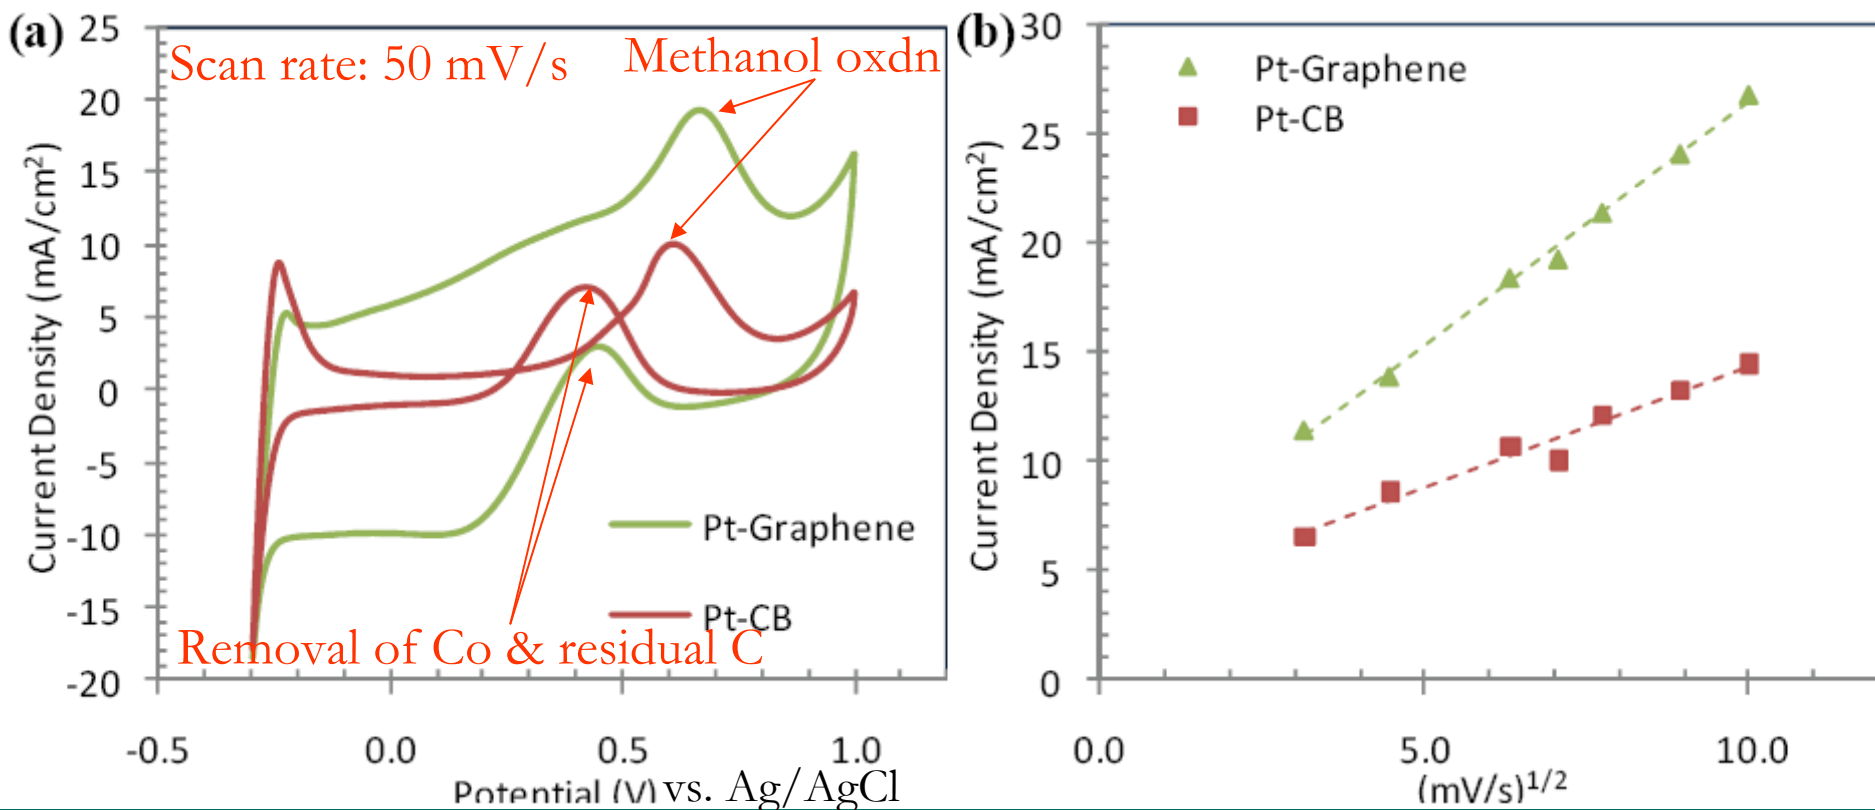 (a)
Scan rate: 50 mV/s
Methanol oxdn
Current Density (mA/cm²)
25
20
15
10
5
0
-5
-10
-15
-20
Pt-Graphene
Pt-CB
Removal of Co & residual C
-0.5 0.0 0.5 1.0
Potential (V) vs. Ag/AgCl
(b)
Pt-Graphene
Pt-CB
Current Density (mA/cm²)
30
25
20
15
10
5
0
0.0 5.0 10.0
(mV/s)^1/2